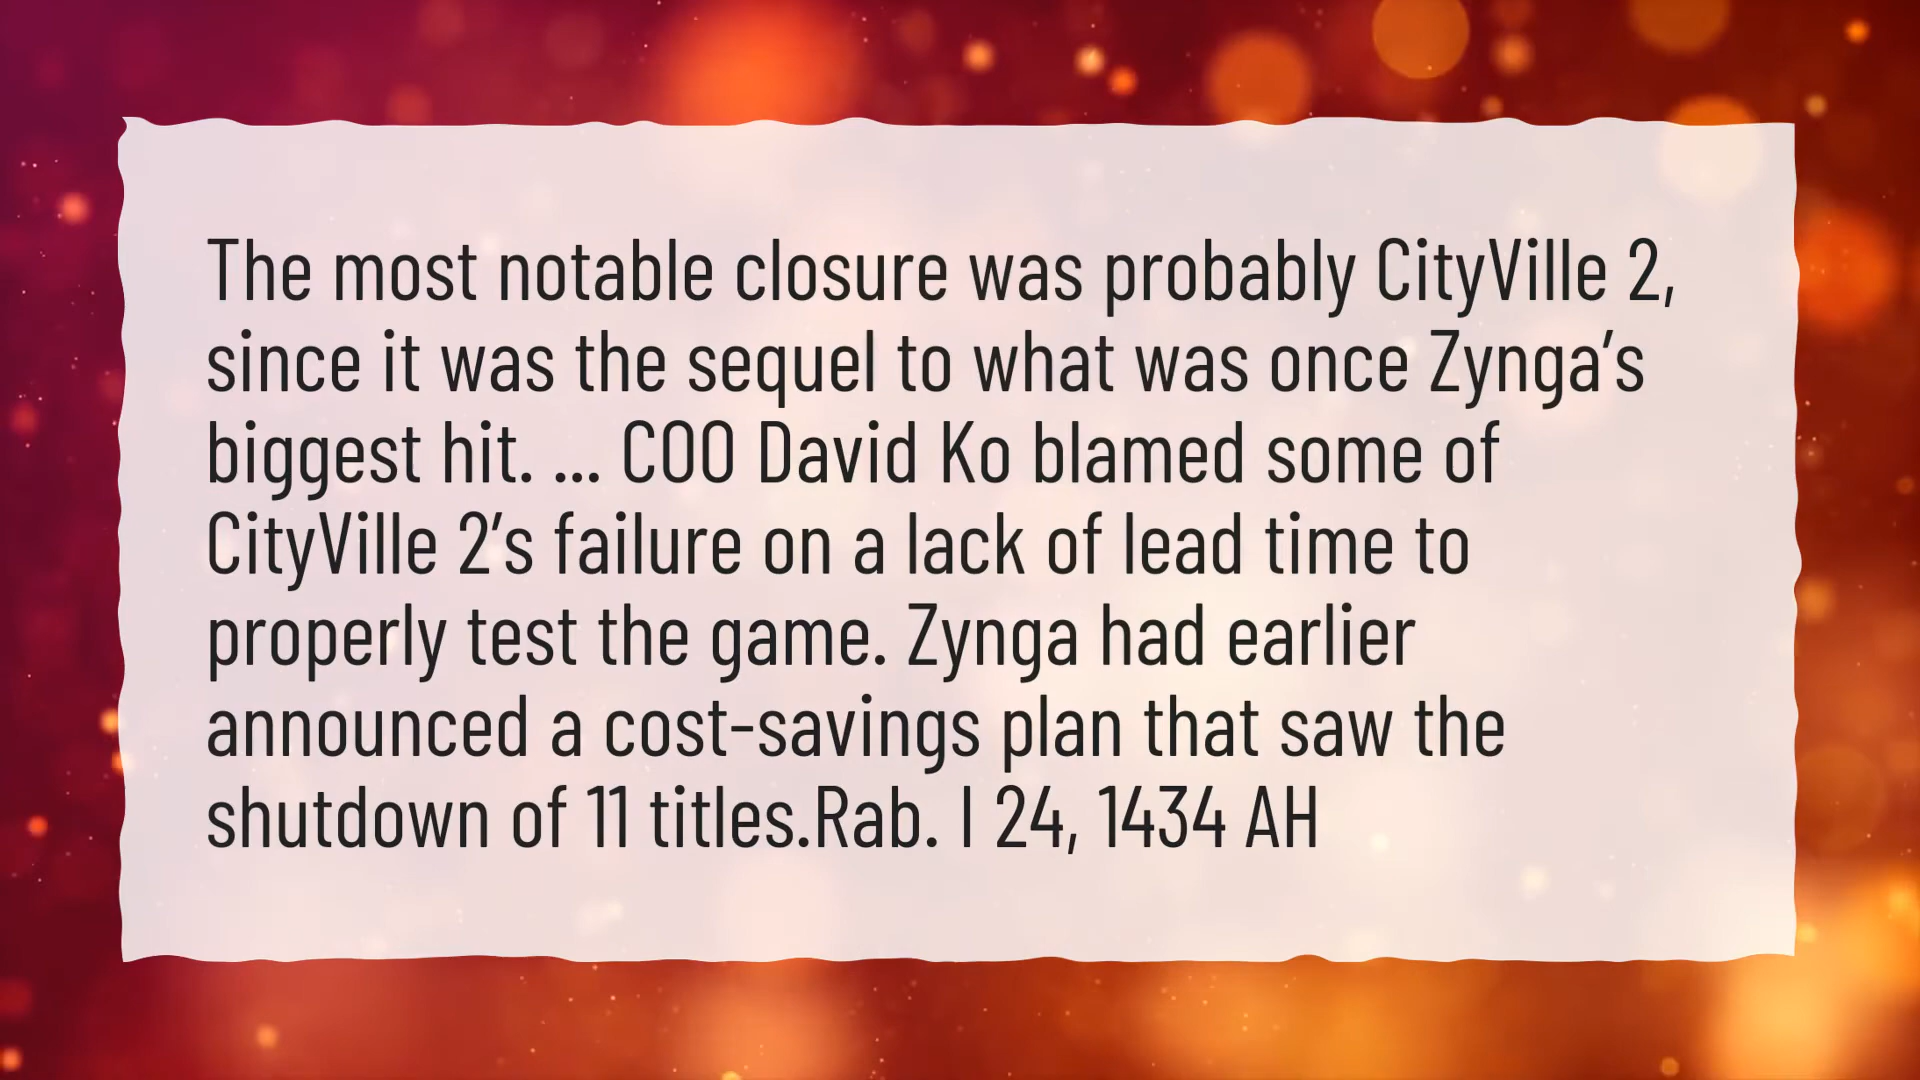 The most notable closure was probably CityVille 2,
since it was the sequel to what was once Zynga’s
biggest hit. ... COO David Ko blamed some of
CityVille 2’s failure on a lack of lead time to
properly test the game. Zynga had earlier
announced a cost-savings plan that saw the
shutdown of 11 titles.Rab. I 24, 1434 AH